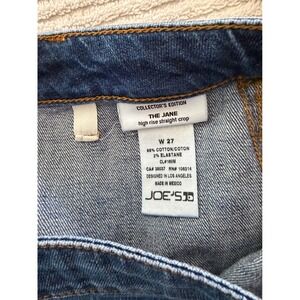 COLLECTOR'S EDITION
THE JANE
high rise straight crop
W 27
98% COTTON/COTON
2% ELASTANE
DESIGNED IN LOS ANGELES
MADE IN MEXICO
JOE'S